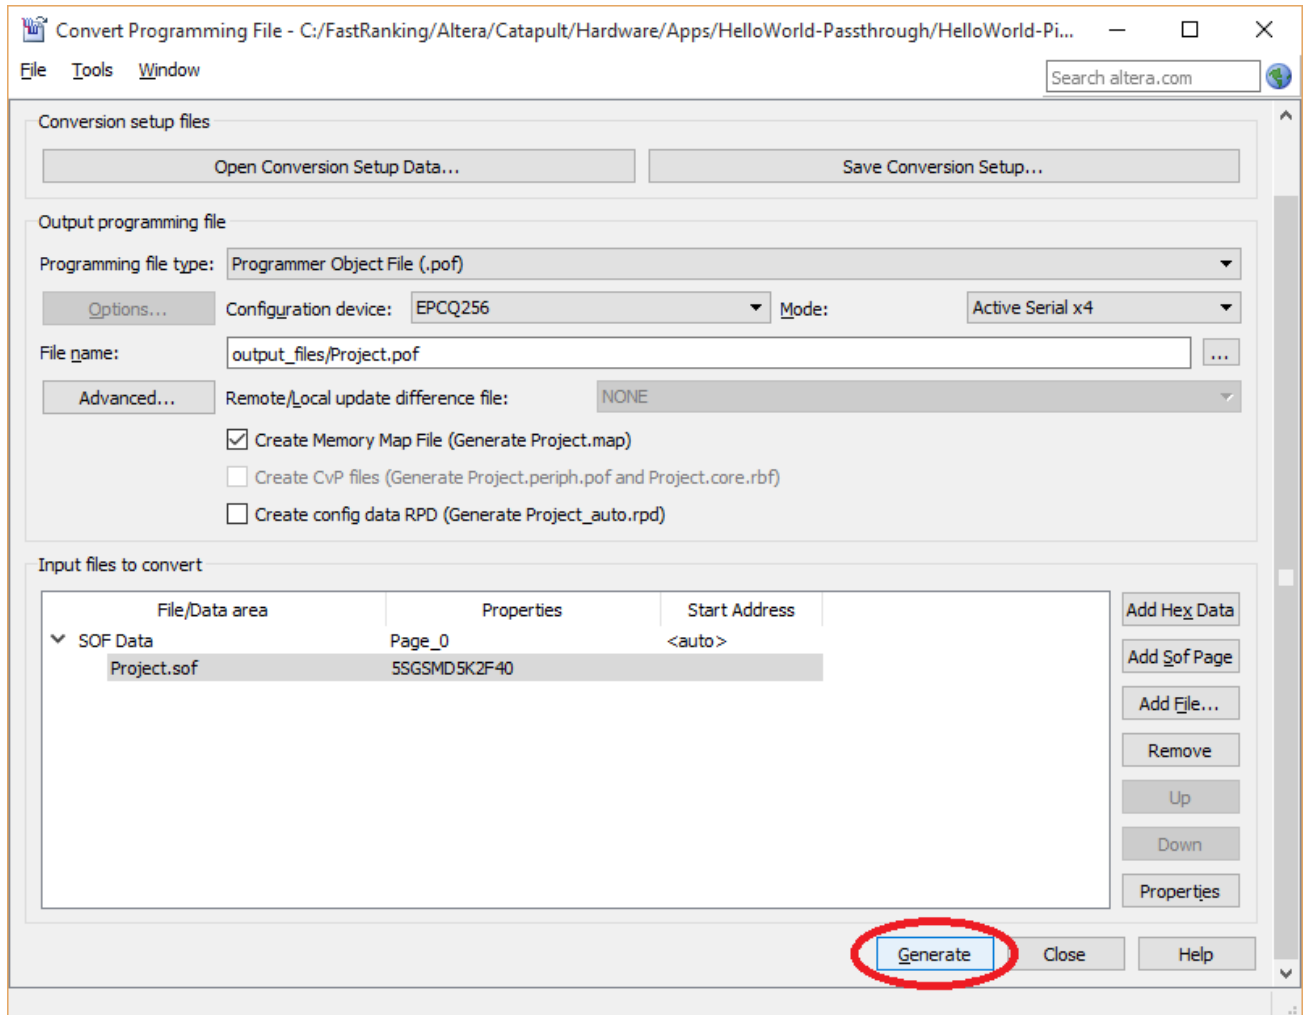 Convert Programming File - C:/FastRanking/Altera/Catapult/Hardware/Apps/HelloWorld-Passthrough/HelloWorld-Pi...
File Tools Window
Search altera.com
Conversion setup files
Open Conversion Setup Data...
Save Conversion Setup...
Output programming file
Programming file type: Programmer Object File (.pof)
Options... Configuration device: EPCQ256 Mode: Active Serial x4
File name: output_files/Project.pof ...
Advanced... Remote/Local update difference file: NONE
Create Memory Map File (Generate Project.map)
Create CvP files (Generate Project.periph.pof and Project.core.rbf)
Create config data RPD (Generate Project_auto.rpd)
Input files to convert
File/Data area Properties Start Address
SOF Data Page_0 <auto>
Project.sof 5SGSMD5K2F40
Add Hex Data
Add Sof Page
Add File...
Remove
Up
Down
Properties
Generate Close Help